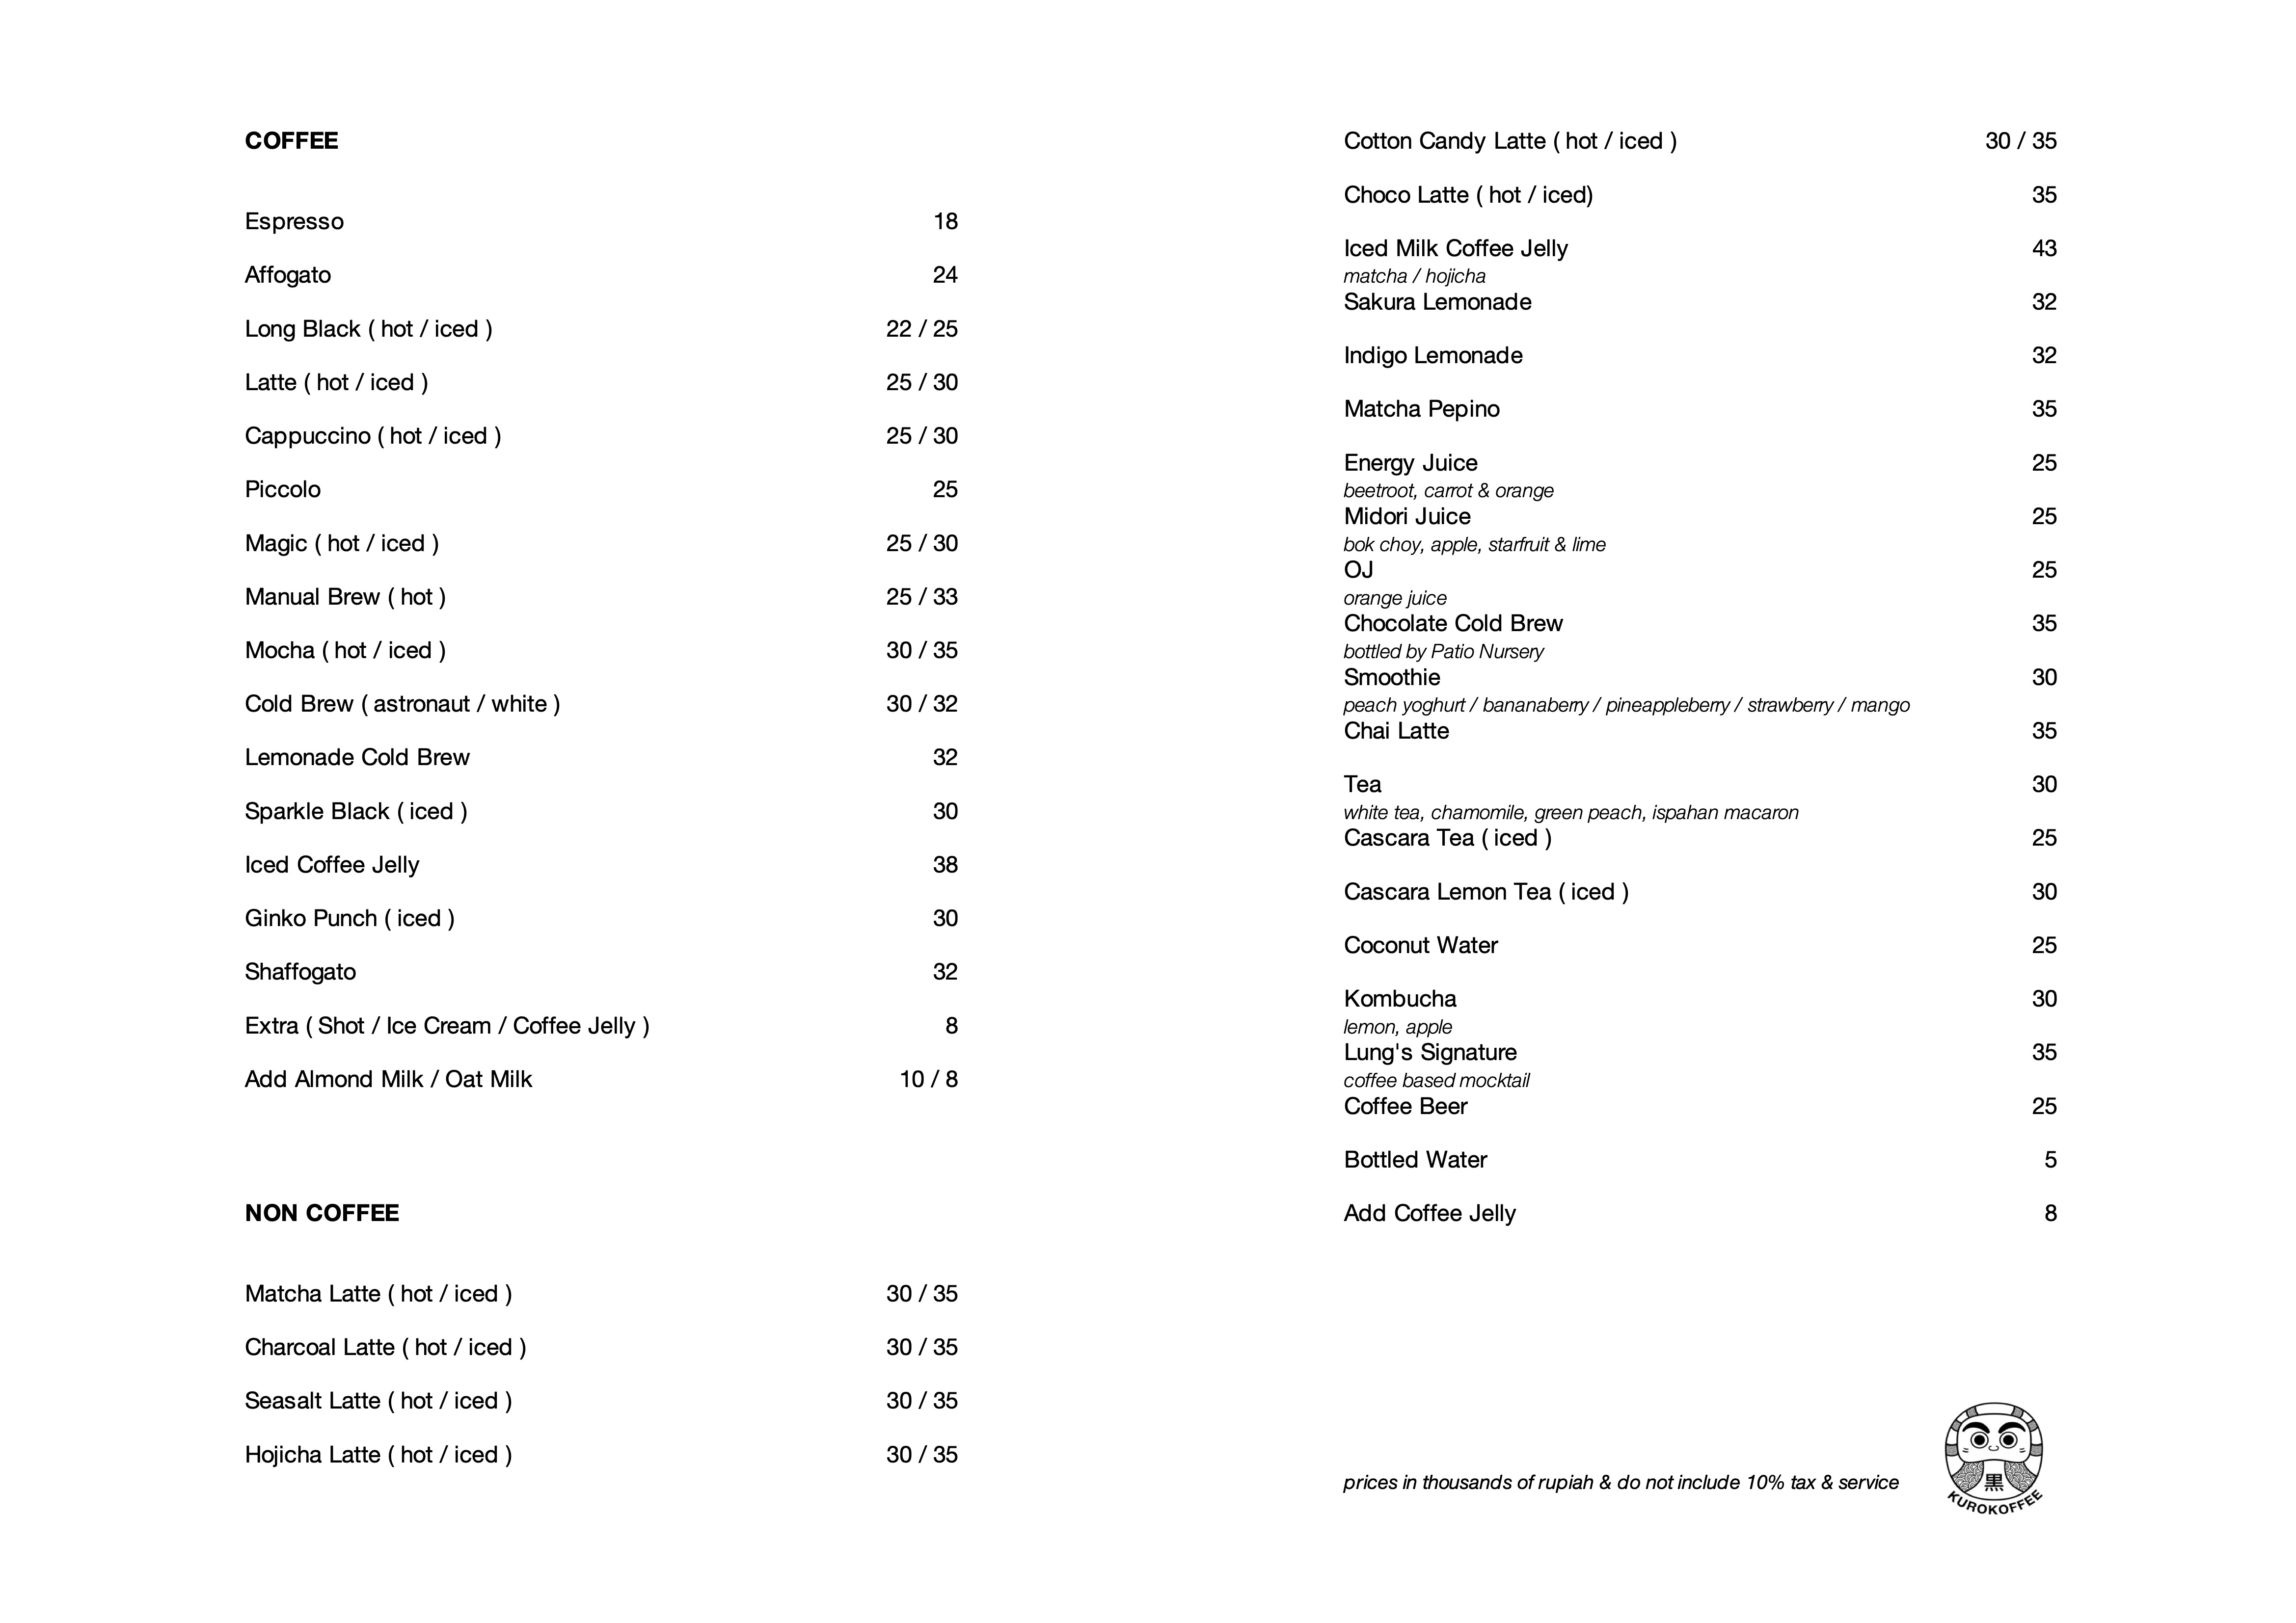 COFFEE
Espresso 18
Affogato 24
Long Black ( hot / iced ) 22 / 25
Latte ( hot / iced ) 25 / 30
Cappuccino ( hot / iced ) 25 / 30
Piccolo 25
Magic ( hot / iced ) 25 / 30
Manual Brew ( hot ) 25 / 33
Mocha ( hot / iced ) 30 / 35
Cold Brew ( astronaut / white ) 30 / 32
Lemonade Cold Brew 32
Sparkle Black ( iced ) 30
Iced Coffee Jelly 38
Ginko Punch ( iced ) 30
Shaffogato 32
Extra ( Shot / Ice Cream / Coffee Jelly ) 8
Add Almond Milk / Oat Milk 10 / 8
NON COFFEE
Matcha Latte ( hot / iced ) 30 / 35
Charcoal Latte ( hot / iced ) 30 / 35
Seasalt Latte ( hot / iced ) 30 / 35
Hojicha Latte ( hot / iced ) 30 / 35
Cotton Candy Latte ( hot / iced ) 30 / 35
Choco Latte ( hot / iced) 35
Iced Milk Coffee Jelly 43
matcha / hojicha
Sakura Lemonade 32
Indigo Lemonade 32
Matcha Pepino 35
Energy Juice 25
beetroot, carrot & orange
Midori Juice 25
bok choy, apple, starfruit & lime
OJ 25
orange juice
Chocolate Cold Brew 35
bottled by Patio Nursery
Smoothie 30
peach yoghurt / bananaberry / pineappleberry / strawberry / mango
Chai Latte 35
Tea 30
white tea, chamomile, green peach, ispahan macaron
Cascara Tea ( iced ) 25
Cascara Lemon Tea ( iced ) 30
Coconut Water 25
Kombucha 30
lemon, apple
Lung's Signature 35
coffee based mocktail
Coffee Beer 25
Bottled Water 5
Add Coffee Jelly 8
prices in thousands of rupiah & do not include 10% tax & service
黒
KUROKOFFEE